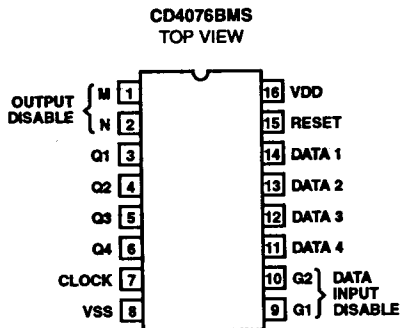 CD4076BMS
TOP VIEW
OUTPUT
DISABLE
M 1
N 2
Q1 3
Q2 4
Q3 5
Q4 6
CLOCK 7
VSS 8
16 VDD
15 RESET
14 DATA 1
13 DATA 2
12 DATA 3
11 DATA 4
10 G2
9 G1
DATA
INPUT
DISABLE